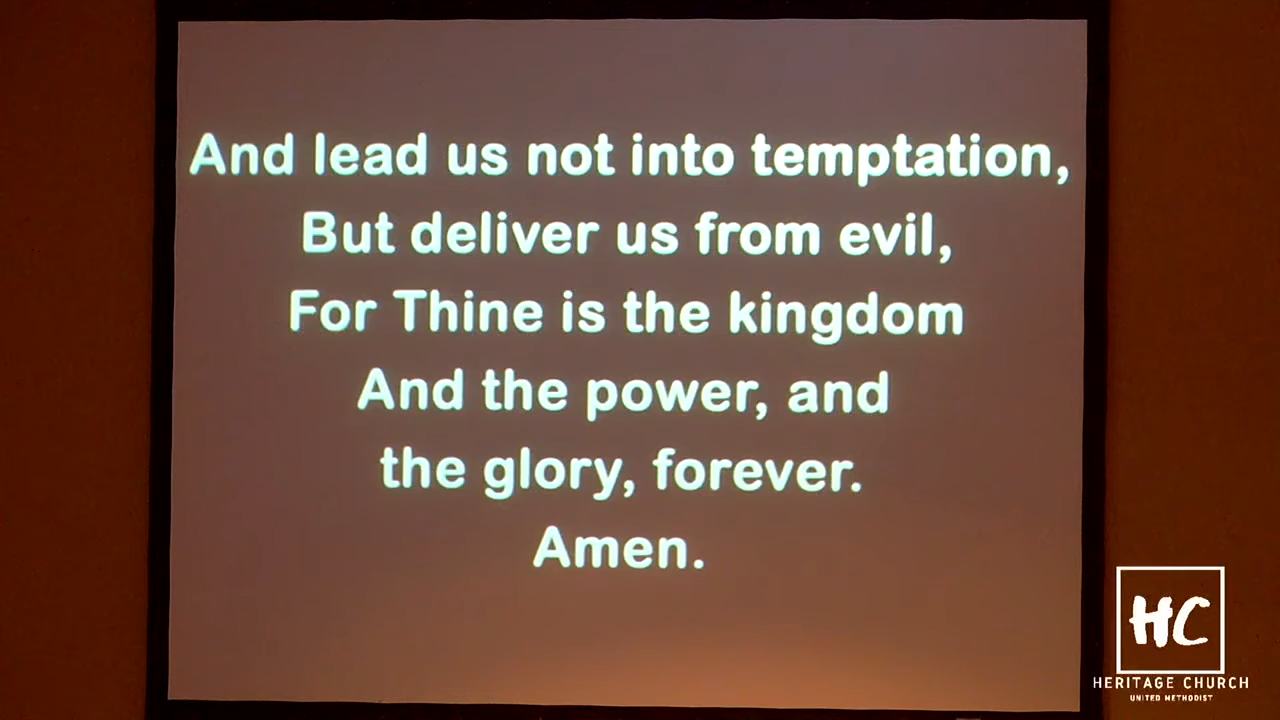 And lead us not into temptation,
But deliver us from evil,
For Thine is the kingdom
And the power, and
the glory, forever.
Amen.
HC
HERITAGE CHURCH
UNITED METHODIST